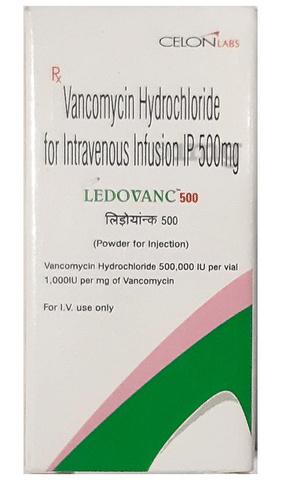 CELON LABS
Rx
Vancomycin Hydrochloride
for Intravenous Infusion IP 500mg
LEDOVANC™ 500
लिडोयांन्क 500
(Powder for Injection)
Vancomycin Hydrochloride 500,000 IU per vial
1,000IU per mg of Vancomycin
For I.V. use only